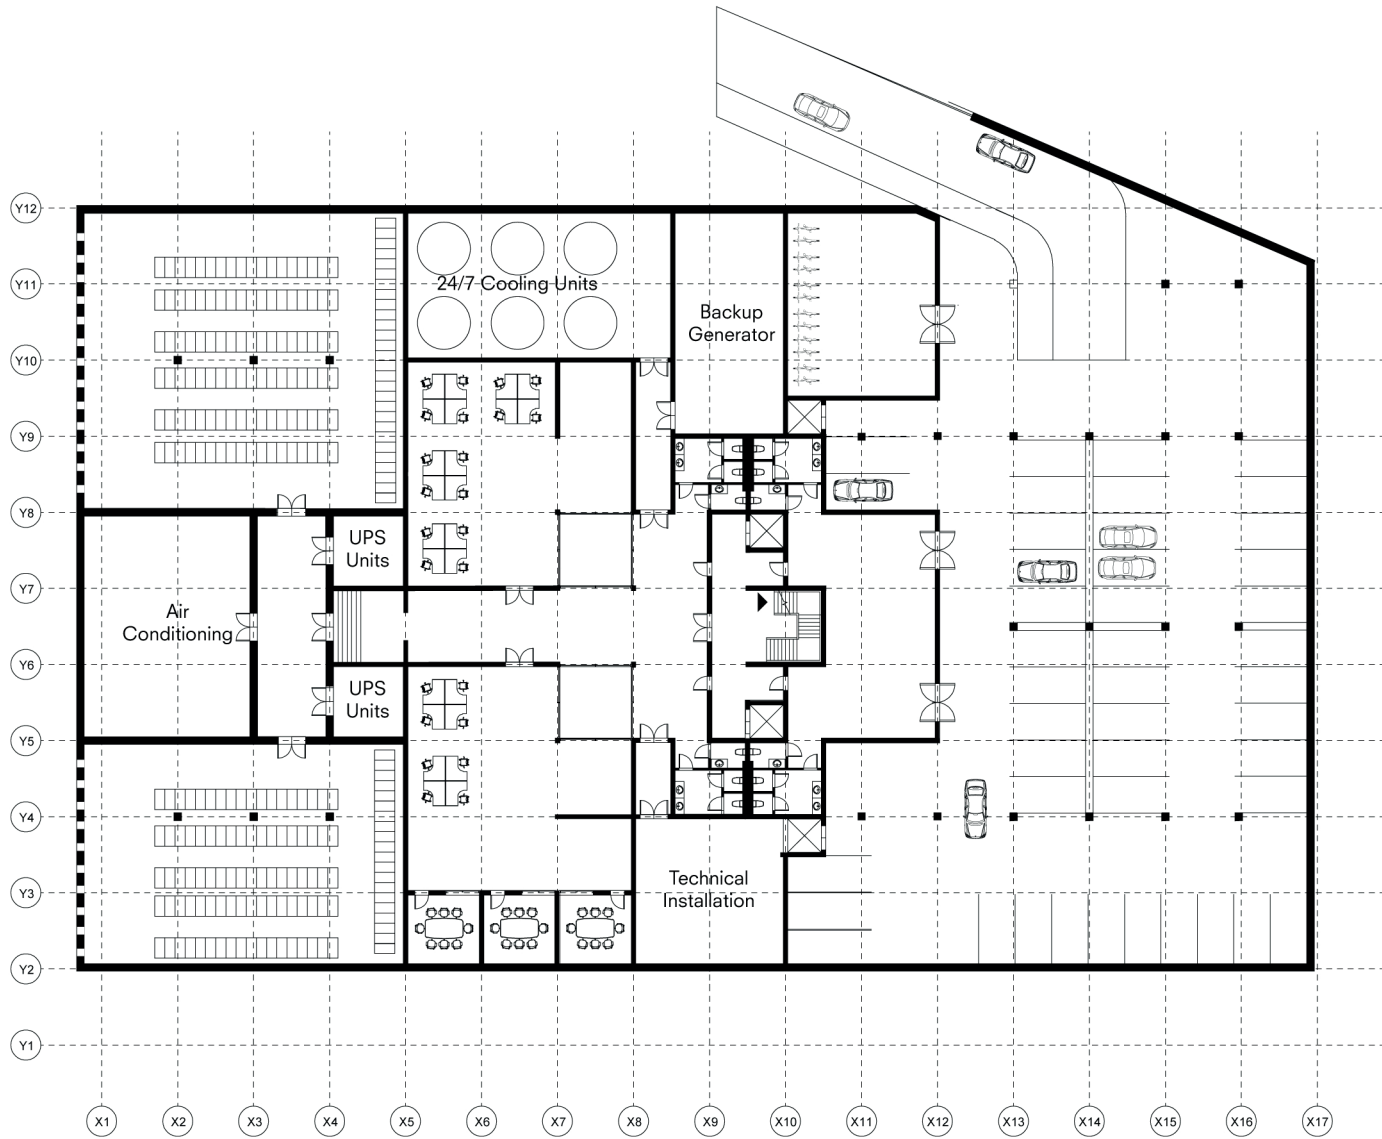 Y12
Y11
24/7 Cooling Units
Backup
Generator
Y10
Y9
Y8
UPS
Units
Y7
Air
Conditioning
Y6
UPS
Units
Y5
Y4
Technical
Installation
Y3
Y2
Y1
X1 X2 X3 X4 X5 X6 X7 X8 X9 X10 X11 X12 X13 X14 X15 X16 X17